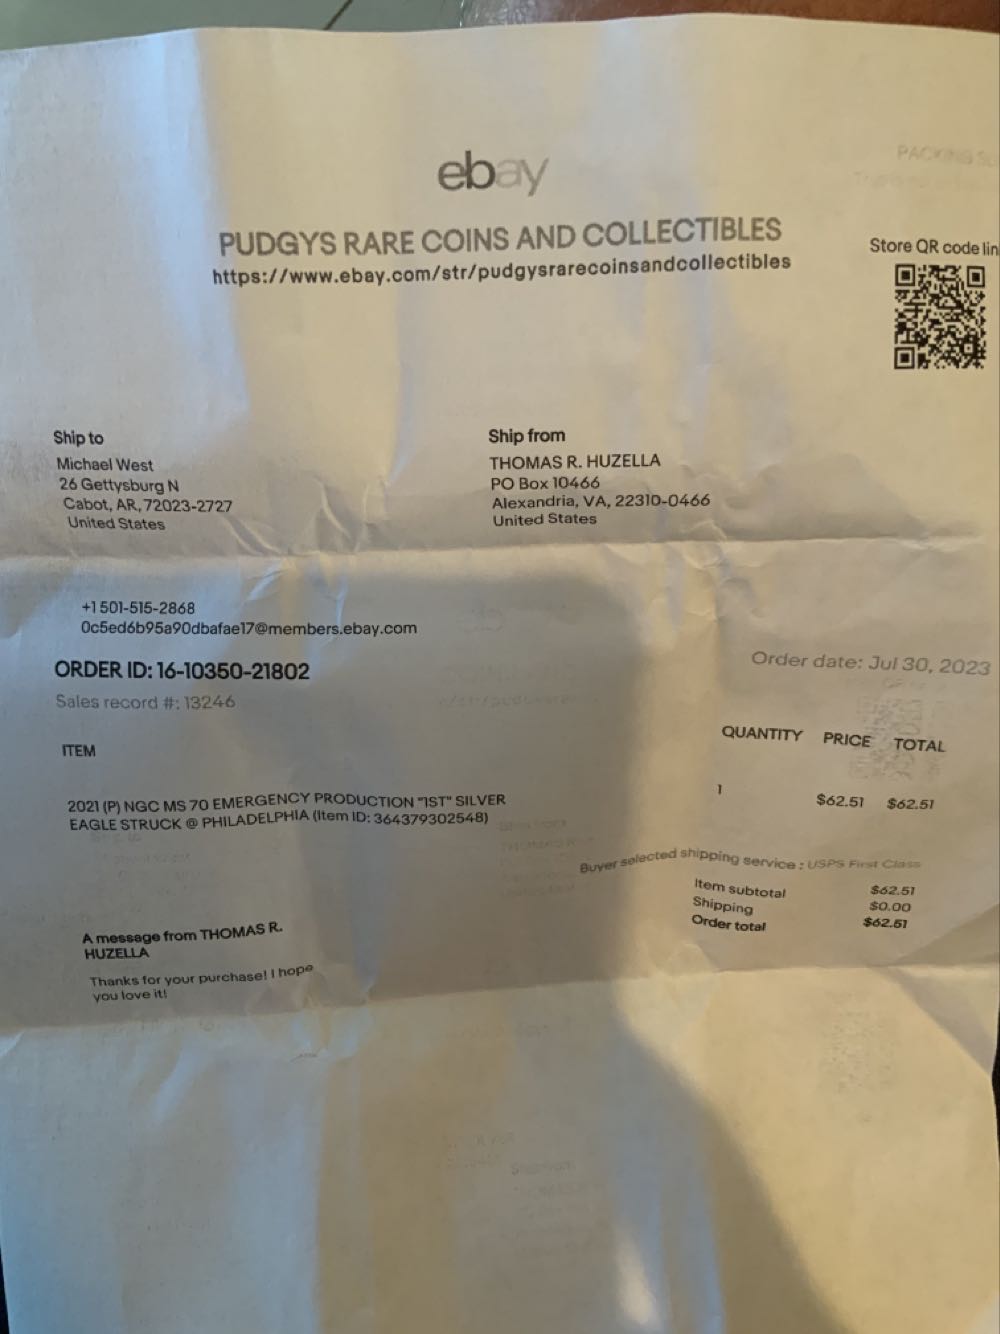 ebay
PACKING SL
PUDGYS RARE COINS AND COLLECTIBLES
https://www.ebay.com/str/pudgysrarecoinsandcollectibles
Store QR code lin
Ship to
Michael West
26 Gettysburg N
Cabot, AR, 72023-2727
United States
Ship from
THOMAS R. HUZELLA
PO Box 10466
Alexandria, VA, 22310-0466
United States
+1 501-515-2868
0c5ed6b95a90dbafae17@members.ebay.com
ORDER ID: 16-10350-21802
Order date: Jul 30, 2023
Sales record #: 13246
ITEM QUANTITY PRICE TOTAL
2021 (P) NGC MS 70 EMERGENCY PRODUCTION "1ST" SILVER 1 $62.51 $62.51
EAGLE STRUCK @ PHILADELPHIA (Item ID: 364379302548)
Buyer selected shipping service : USPS First Class
Item subtotal $62.51
Shipping $0.00
Order total $62.51
A message from THOMAS R.
HUZELLA
Thanks for your purchase! I hope
you love it!